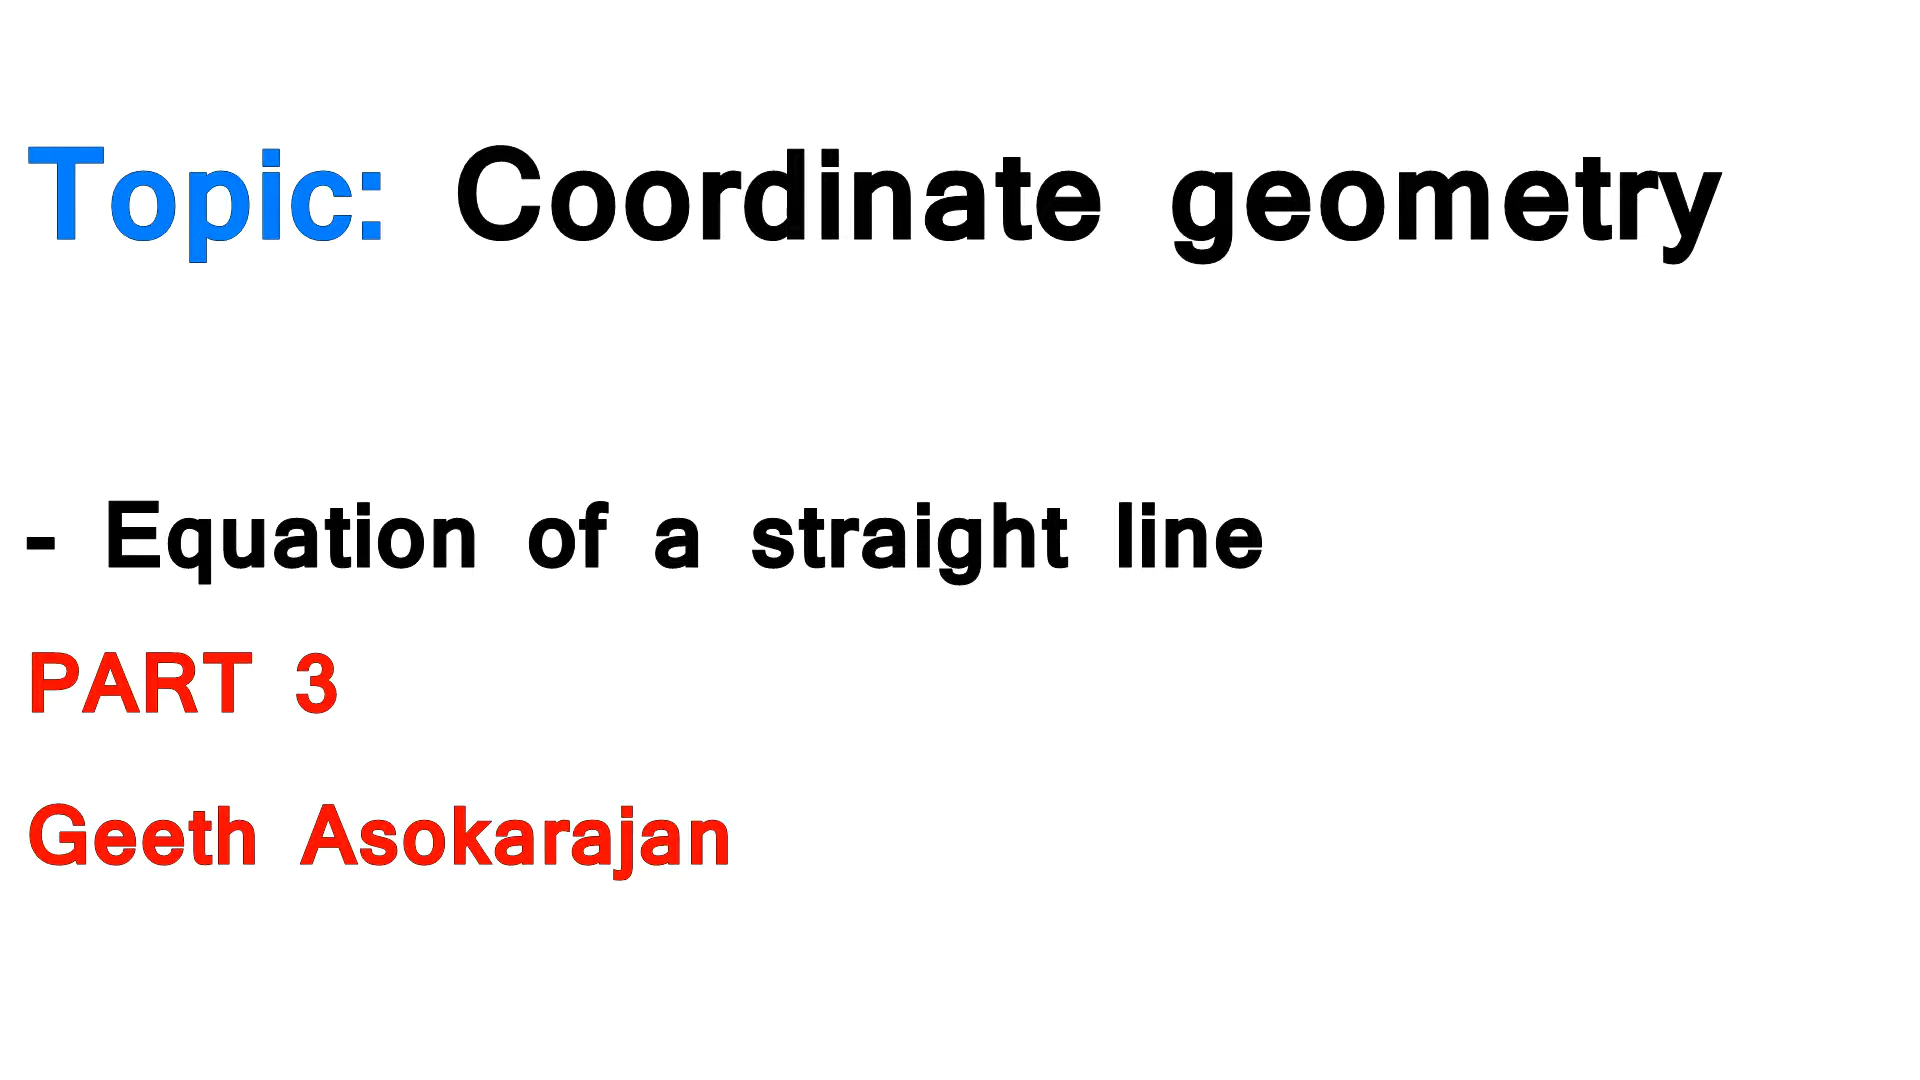 Topic: Coordinate geometry
- Equation of a straight line
PART 3
Geeth Asokarajan